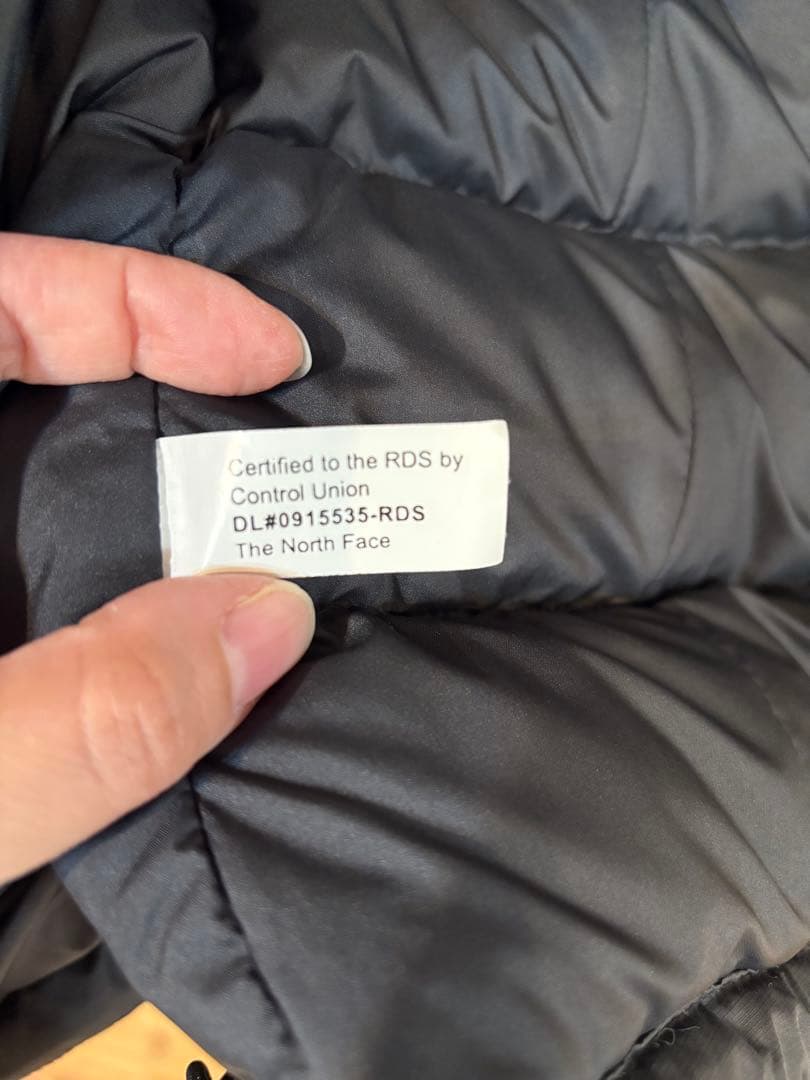 Certified to the RDS by
Control Union
DL#0915535-RDS
The North Face